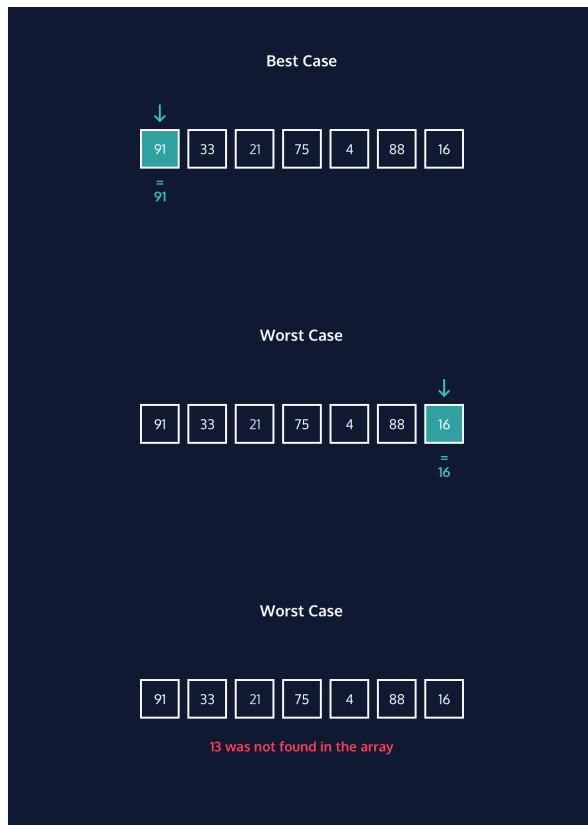 Best Case
↓
91 33 21 75 4 88 16
=
91
Worst Case
↓
91 33 21 75 4 88 16
=
16
Worst Case
91 33 21 75 4 88 16
13 was not found in the array